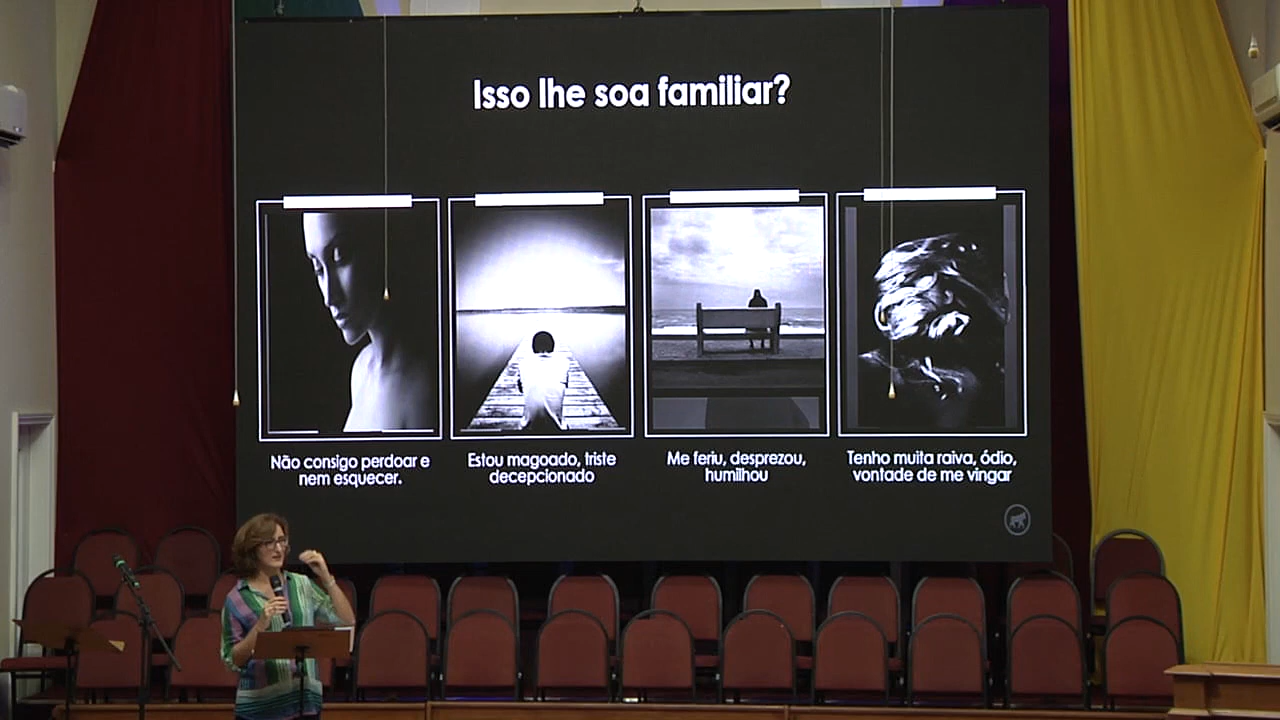 Isso lhe soa familiar?
Não consigo perdoar e
nem esquecer.
Estou magoado, triste
decepcionado
Me feriu, desprezou,
humilhou
Tenho muita raiva, ódio,
vontade de me vingar